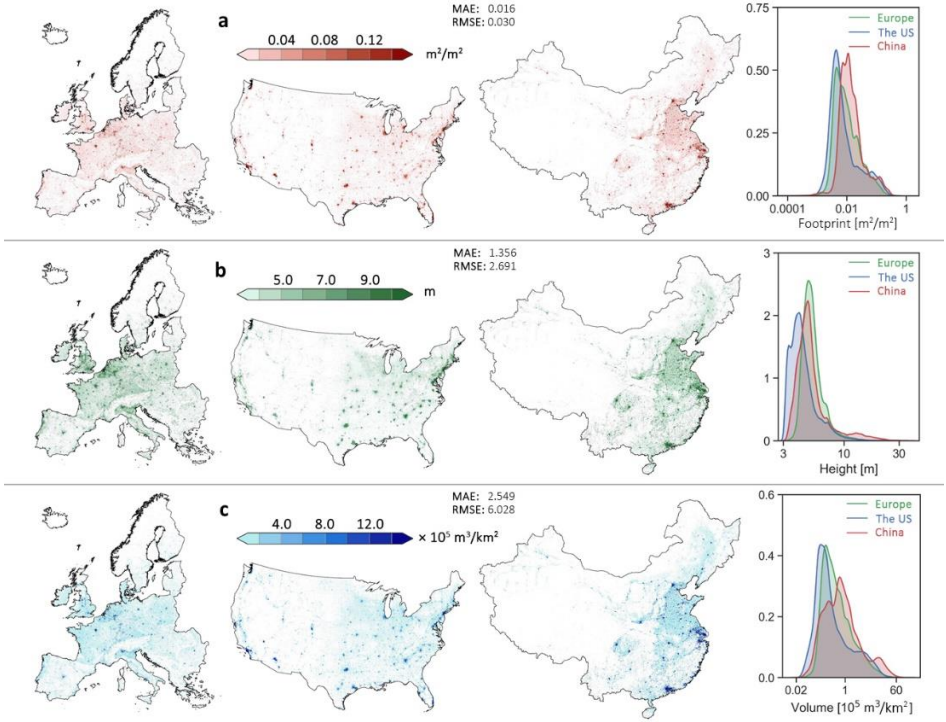 a
MAE: 0.016
RMSE: 0.030
0.04 0.08 0.12
m²/m²
0.75
0.50
0.25
0.00
Europe
The US
China
0.0001 0.01 1
Footprint [m²/m²]
b
MAE: 1.356
RMSE: 2.691
5.0 7.0 9.0
m
3
2
1
0
Europe
The US
China
3 10 30
Height [m]
c
MAE: 2.549
RMSE: 6.028
4.0 8.0 12.0
× 10⁵ m³/km²
0.6
0.4
0.2
0.0
Europe
The US
China
0.02 1 60
Volume [10⁵ m³/km²]